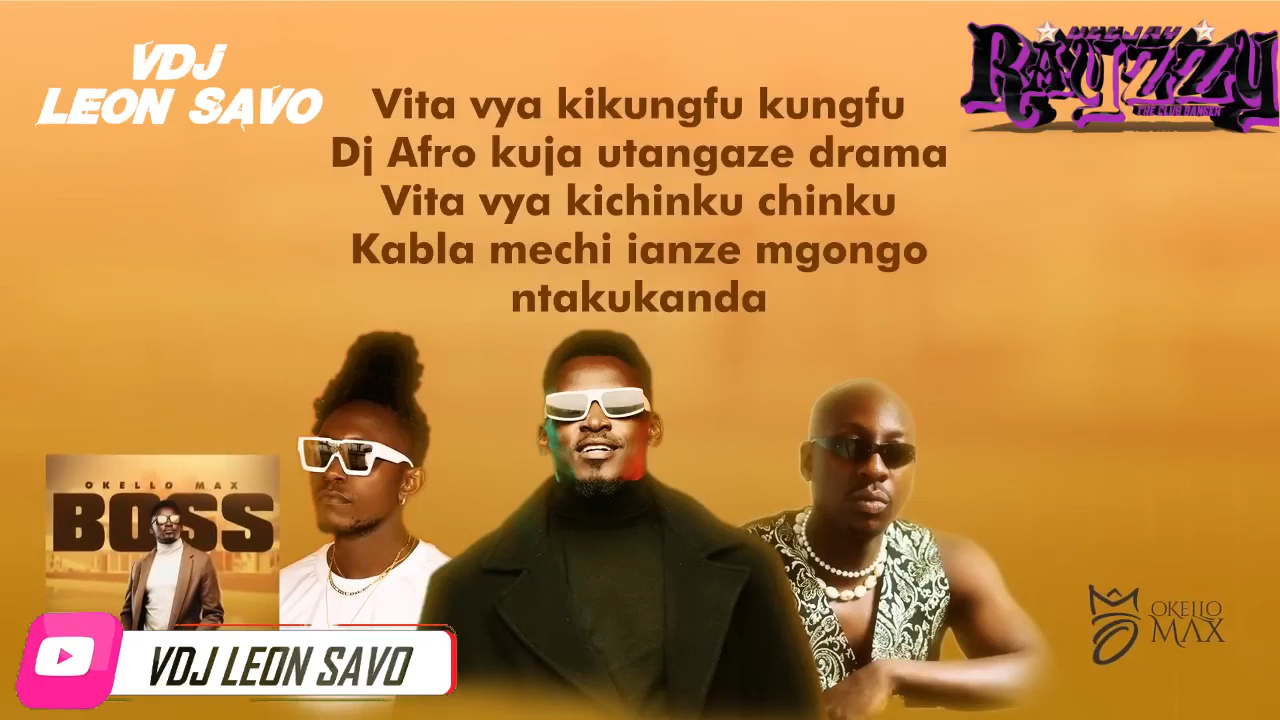 VDJ
LEON SAVO
DEEJAY
RAYZZY
THE CLUB BANGER
Vita vya kikungfu kungfu
Dj Afro kuja utangaze drama
Vita vya kichinku chinku
Kabla mechi ianze mgongo
ntakukanda
OKELLO MAX
BOSS
OKELLO
MAX
VDJ LEON SAVO